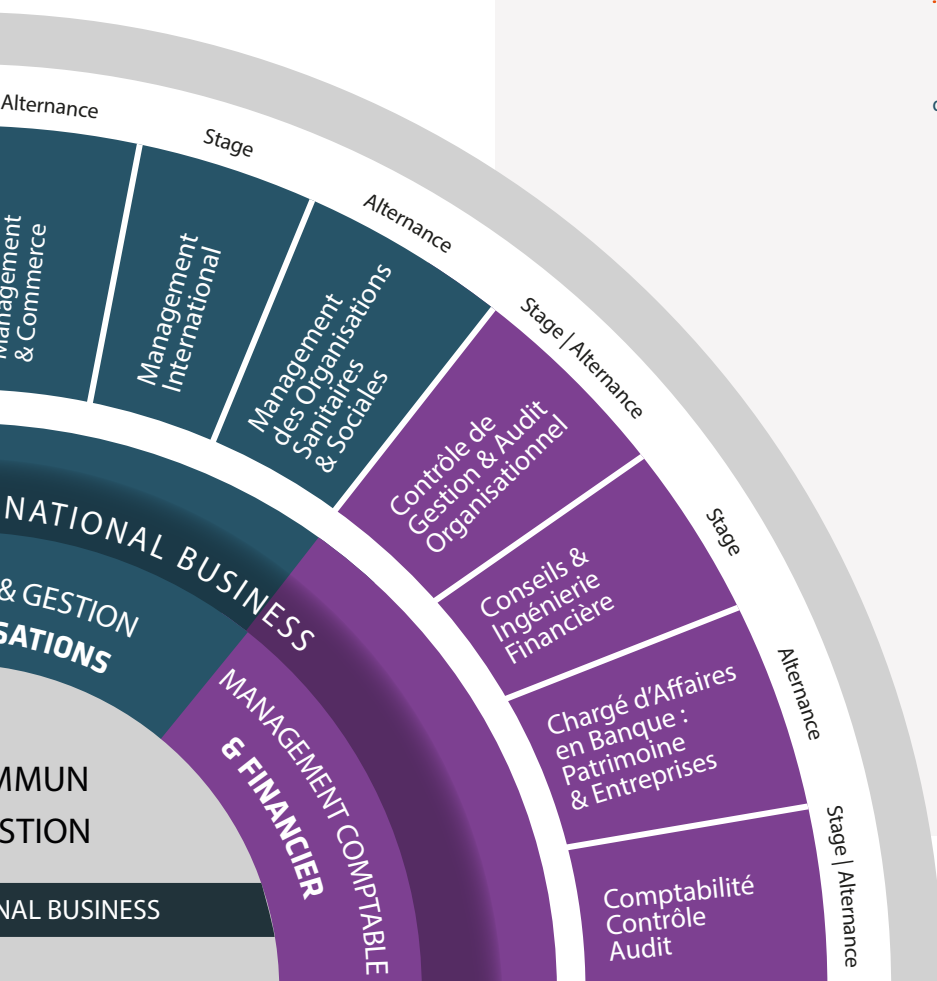 Alternance
Stage
Alternance
Stage | Alternance
Stage
Alternance
Stage | Alternance
Management
& Commerce
Management
International
Management
des Organisations
Sanitaires
& Sociales
Contrôle de
Gestion & Audit
Organisationnel
Conseils &
Ingénierie
Financière
Chargé d'Affaires
en Banque :
Patrimoine
& Entreprises
Comptabilité
Contrôle
Audit
NATIONAL BUSINESS
& GESTION
SATIONS
MANAGEMENT COMPTABLE
& FINANCIER
MMUN
STION
NAL BUSINESS